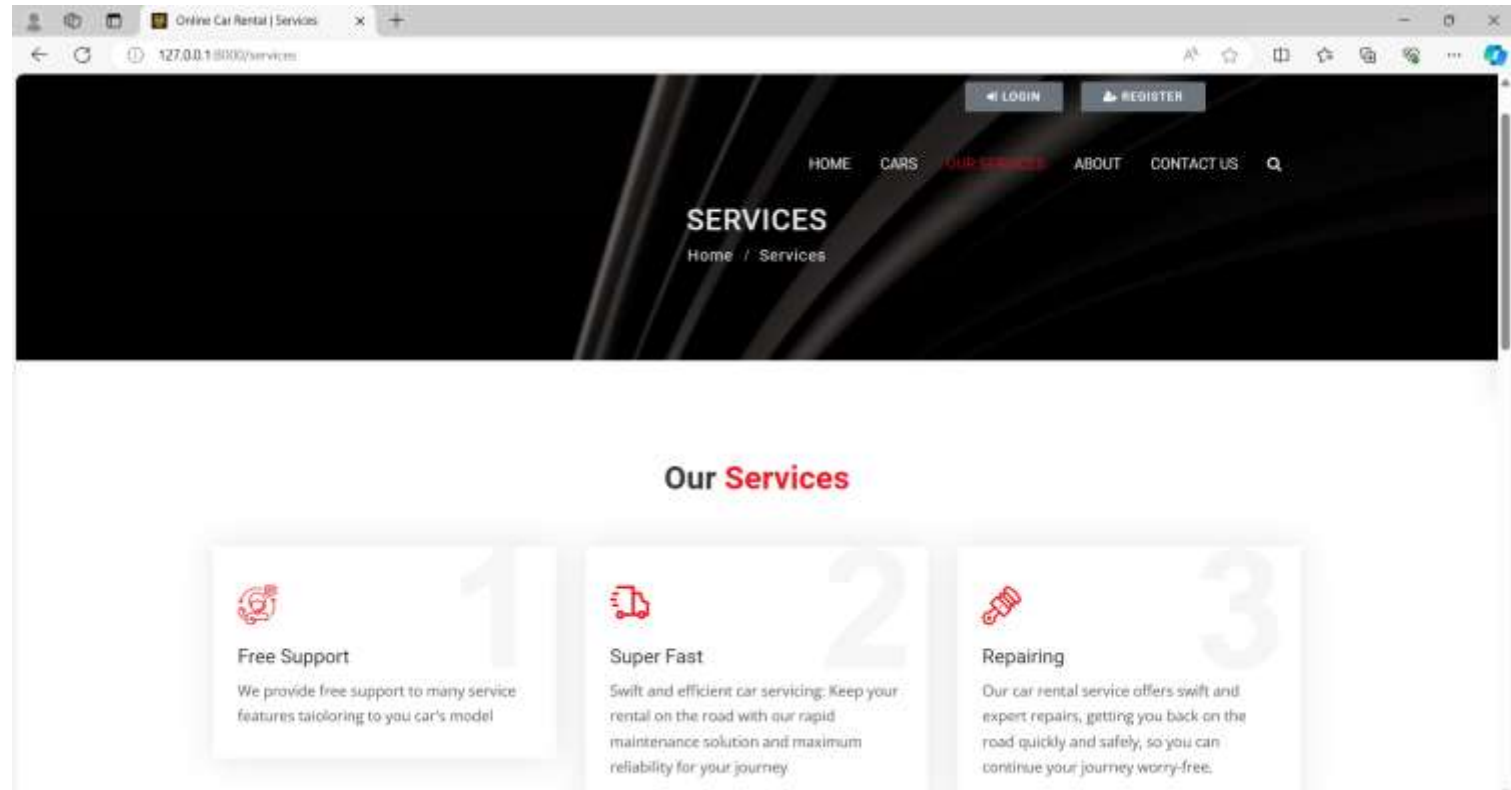 Online Car Rental | Services
127.0.0.1:8000/services
LOGIN
REGISTER
HOME CARS OUR SERVICES ABOUT CONTACT US
SERVICES
Home / Services
Our Services
1
Free Support
We provide free support to many service
features taioloring to you car's model
2
Super Fast
Swift and efficient car servicing: Keep your
rental on the road with our rapid
maintenance solution and maximum
reliability for your journey
3
Repairing
Our car rental service offers swift and
expert repairs, getting you back on the
road quickly and safely, so you can
continue your journey worry-free.